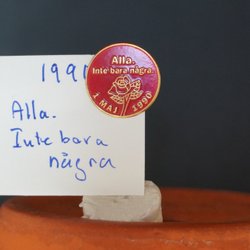 1990
Alla.
Inte bara
några
Alla.
Inte bara några.
1 MAJ 1990